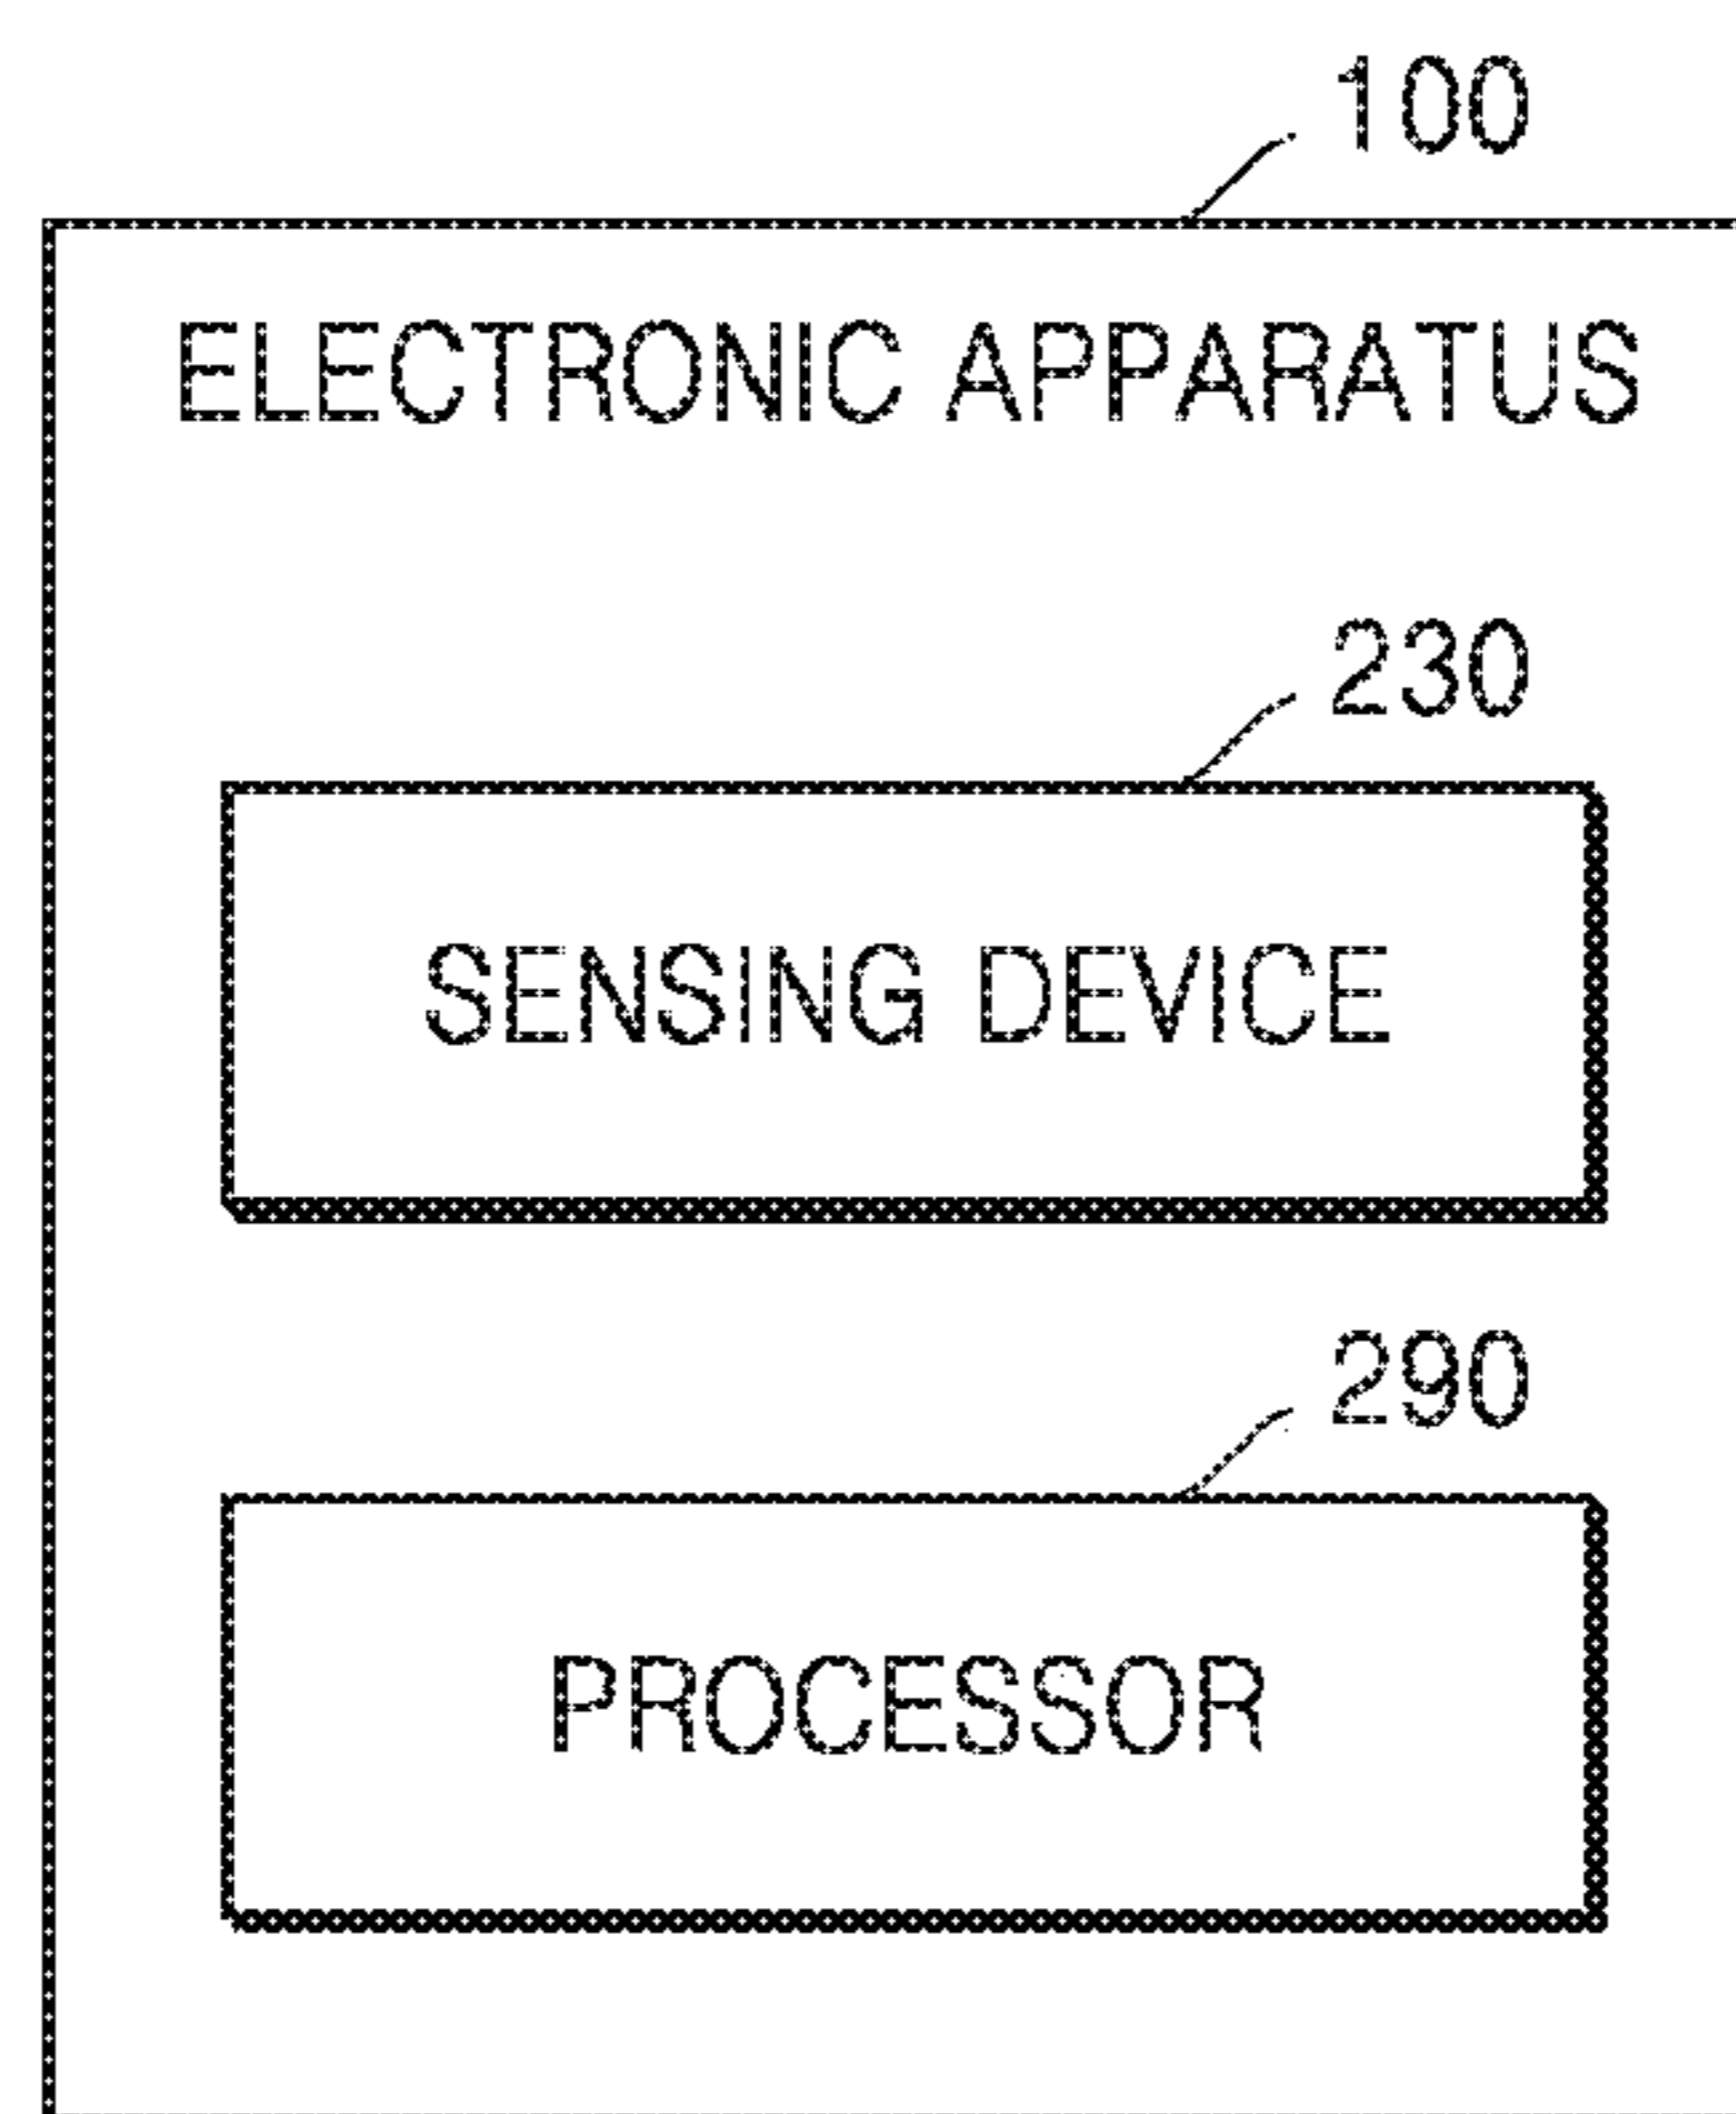 100
ELECTRONIC APPARATUS
230
SENSING DEVICE
290
PROCESSOR